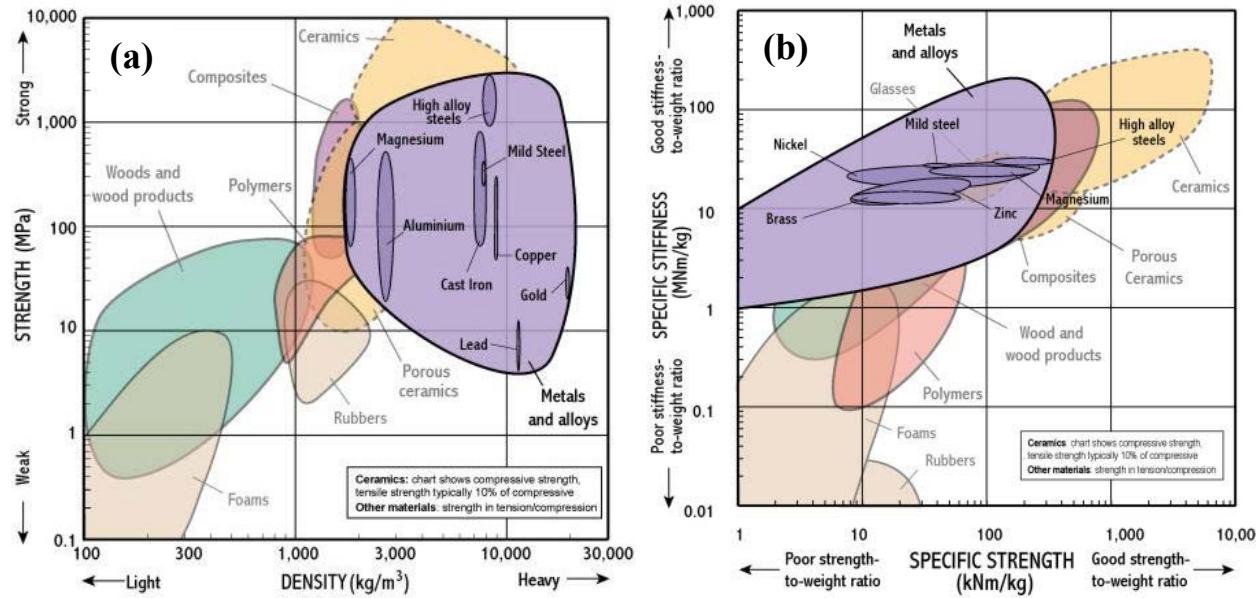 (a)
Strong
10,000
1,000
100
10
1
0.1
STRENGTH (MPa)
Weak
Ceramics
Composites
High alloy
steels
Magnesium
Mild Steel
Woods and
wood products
Polymers
Aluminium
Copper
Cast Iron
Gold
Lead
Porous
ceramics
Metals
and alloys
Rubbers
Foams
Ceramics: chart shows compressive strength,
tensile strength typically 10% of compressive
Other materials: strength in tension/compression
100
300
1,000
3,000
10,000
30,000
Light
DENSITY (kg/m³)
Heavy
(b)
Good stiffness-
to-weight ratio
1,000
100
10
1
0.1
0.01
SPECIFIC STIFFNESS
(MNm/kg)
Poor stiffness-
to-weight ratio
Metals
and alloys
Glasses
Mild steel
High alloy
steels
Nickel
Ceramics
Brass
Zinc
Magnesium
Porous
Ceramics
Composites
Wood and
wood products
Polymers
Foams
Rubbers
Ceramics: chart shows compressive strength,
tensile strength typically 10% of compressive
Other materials: strength in tension/compression
1
10
100
1,000
10,00
Poor strength-
to-weight ratio
SPECIFIC STRENGTH
(kNm/kg)
Good strength-
to-weight ratio